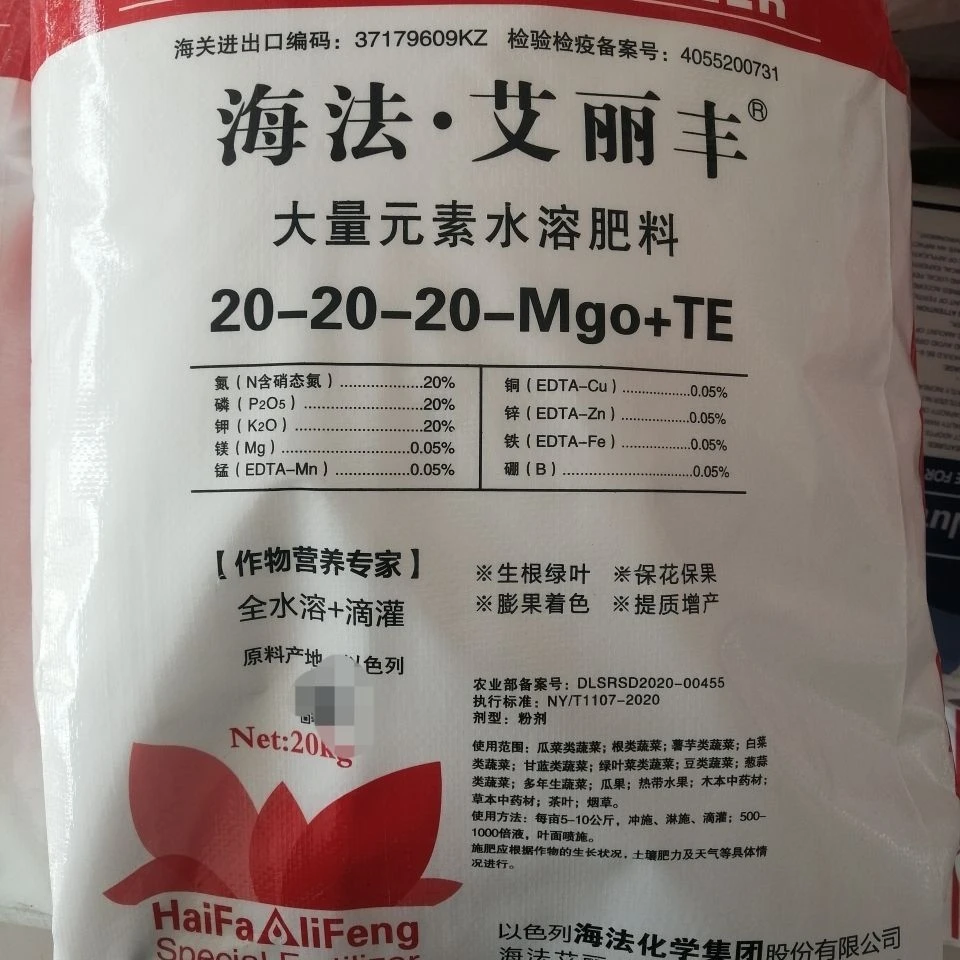 海关进出口编码：37179609KZ 检验检疫备案号：4055200731
海法·艾丽丰®
大量元素水溶肥料
20-20-20-Mgo+TE
氮（N含硝态氮）....................20%
磷（P2O5）............................20%
钾（K2O）..............................20%
镁（Mg）..............................0.05%
锰（EDTA-Mn）..................0.05%
铜（EDTA-Cu）..............0.05%
锌（EDTA-Zn）..............0.05%
铁（EDTA-Fe）..............0.05%
硼（B）..........................0.05%
【作物营养专家】
全水溶+滴灌
原料产地 以色列
Net:20kg
※生根绿叶 ※保花保果
※膨果着色 ※提质增产
农业部备案号：DLSRSD2020-00455
执行标准：NY/T1107-2020
剂型：粉剂
使用范围：瓜菜类蔬菜；根类蔬菜；薯芋类蔬菜；白菜
类蔬菜；甘蓝类蔬菜；绿叶菜类蔬菜；豆类蔬菜；葱蒜
类蔬菜；多年生蔬菜；瓜果；热带水果；木本中药材；
草本中药材；茶叶；烟草。
使用方法：每亩5-10公斤，冲施、淋施、滴灌；500-
1000倍液，叶面喷施。
施肥应根据作物的生长状况，土壤肥力及天气等具体情
况进行。
HaiFa AliFeng
Special Fertilizer
以色列海法化学集团股份有限公司
海法艾丽